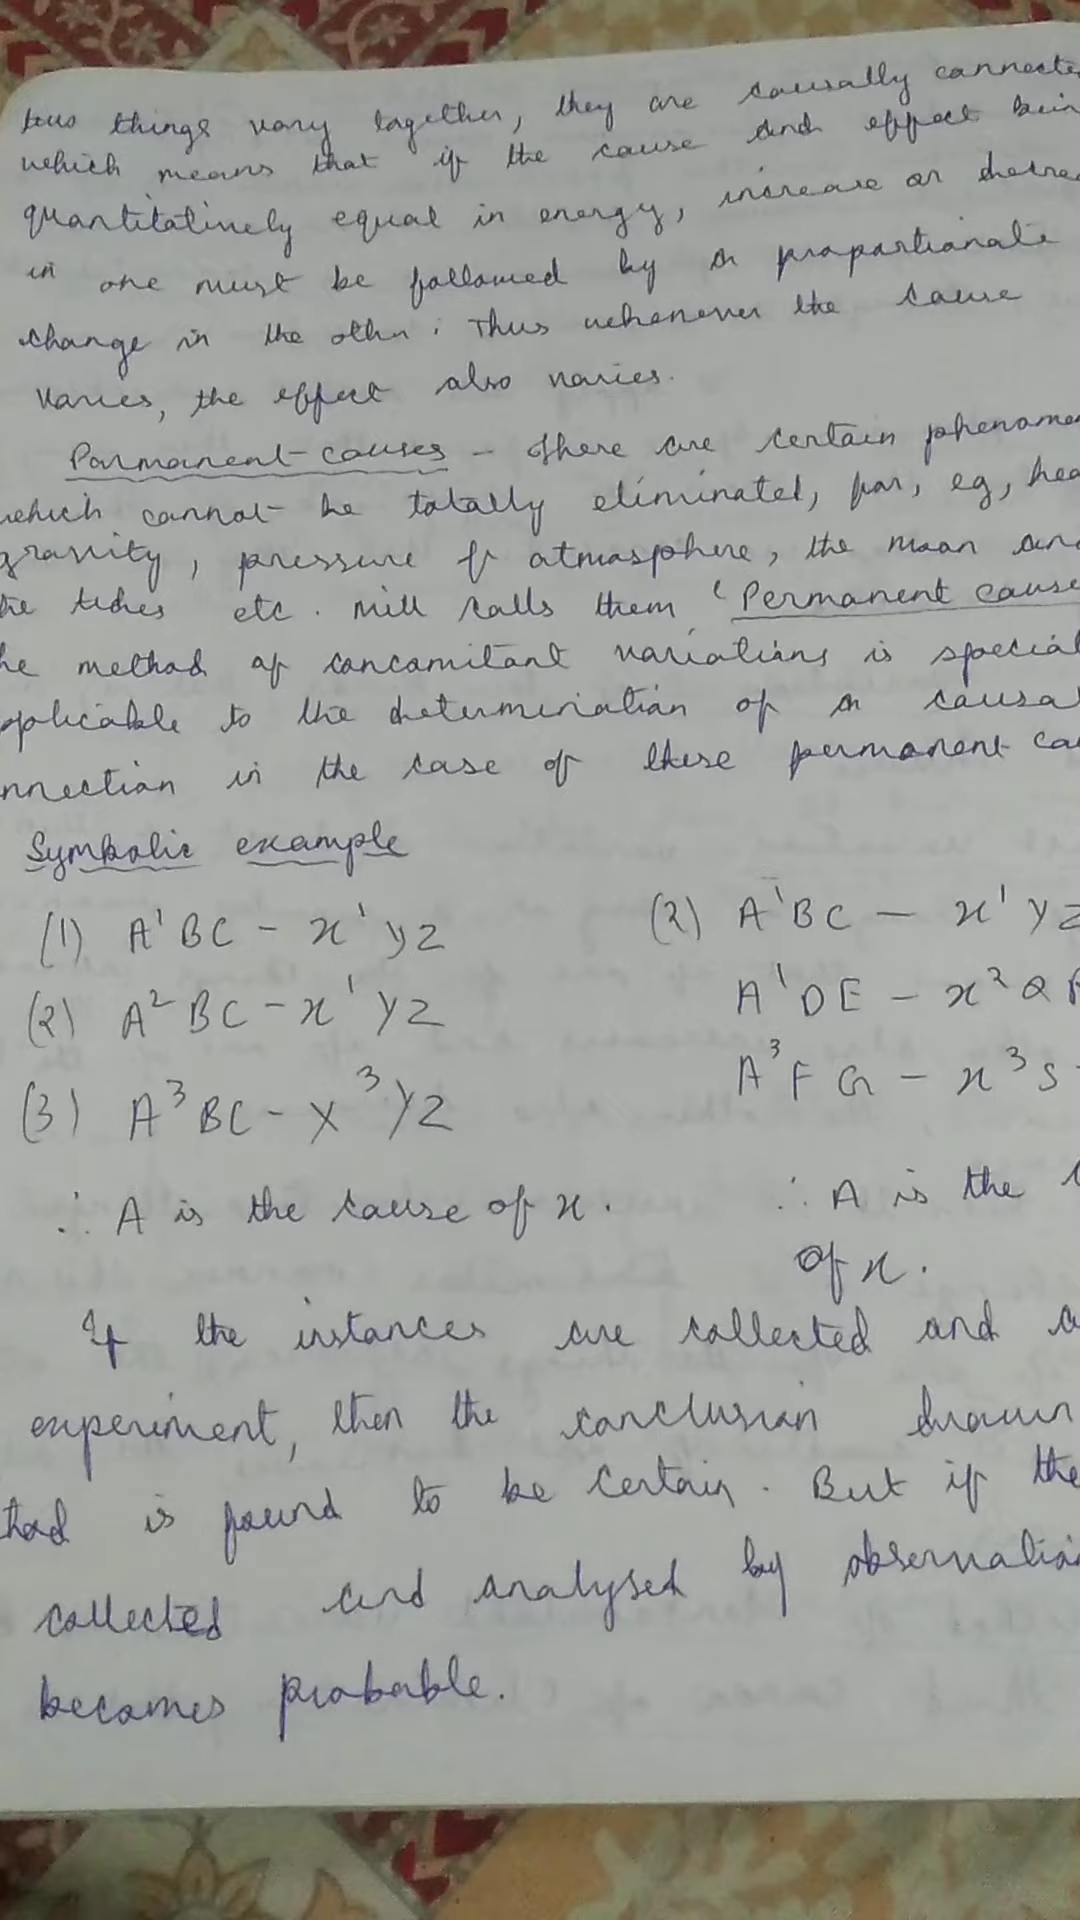 two things vary together, they are causally connecte
which means that if the cause and effect bein
quantitatively equal in energy, increase or decrea
in one must be followed by a proportionate
change in the other. Thus whenever the cause
varies, the effect also varies.
Parmanent causes - There are certain phenomen
which cannot be totally eliminated, for, eg, hea
gravity, pressure of atmosphere, the moon and
he tides etc. Mill calls them 'Permanent cause
he method of concomitant variations is special
pplicable to the determination of a causa
nnection in the case of these permanent cau
Symbolic example
(1) A¹BC - x¹yz
(2) A²BC - x¹yz
(3) A³BC - X³YZ
∴ A is the cause of x.
(2) A¹BC — x¹yz
A¹DE - x²Q
A³FG - x³S
∴ A is the
of x.
If the instances are collected and
experiment, then the conclusion drawn
thod is found to be certain. But if the
collected and analysed by observation
becomes probable.